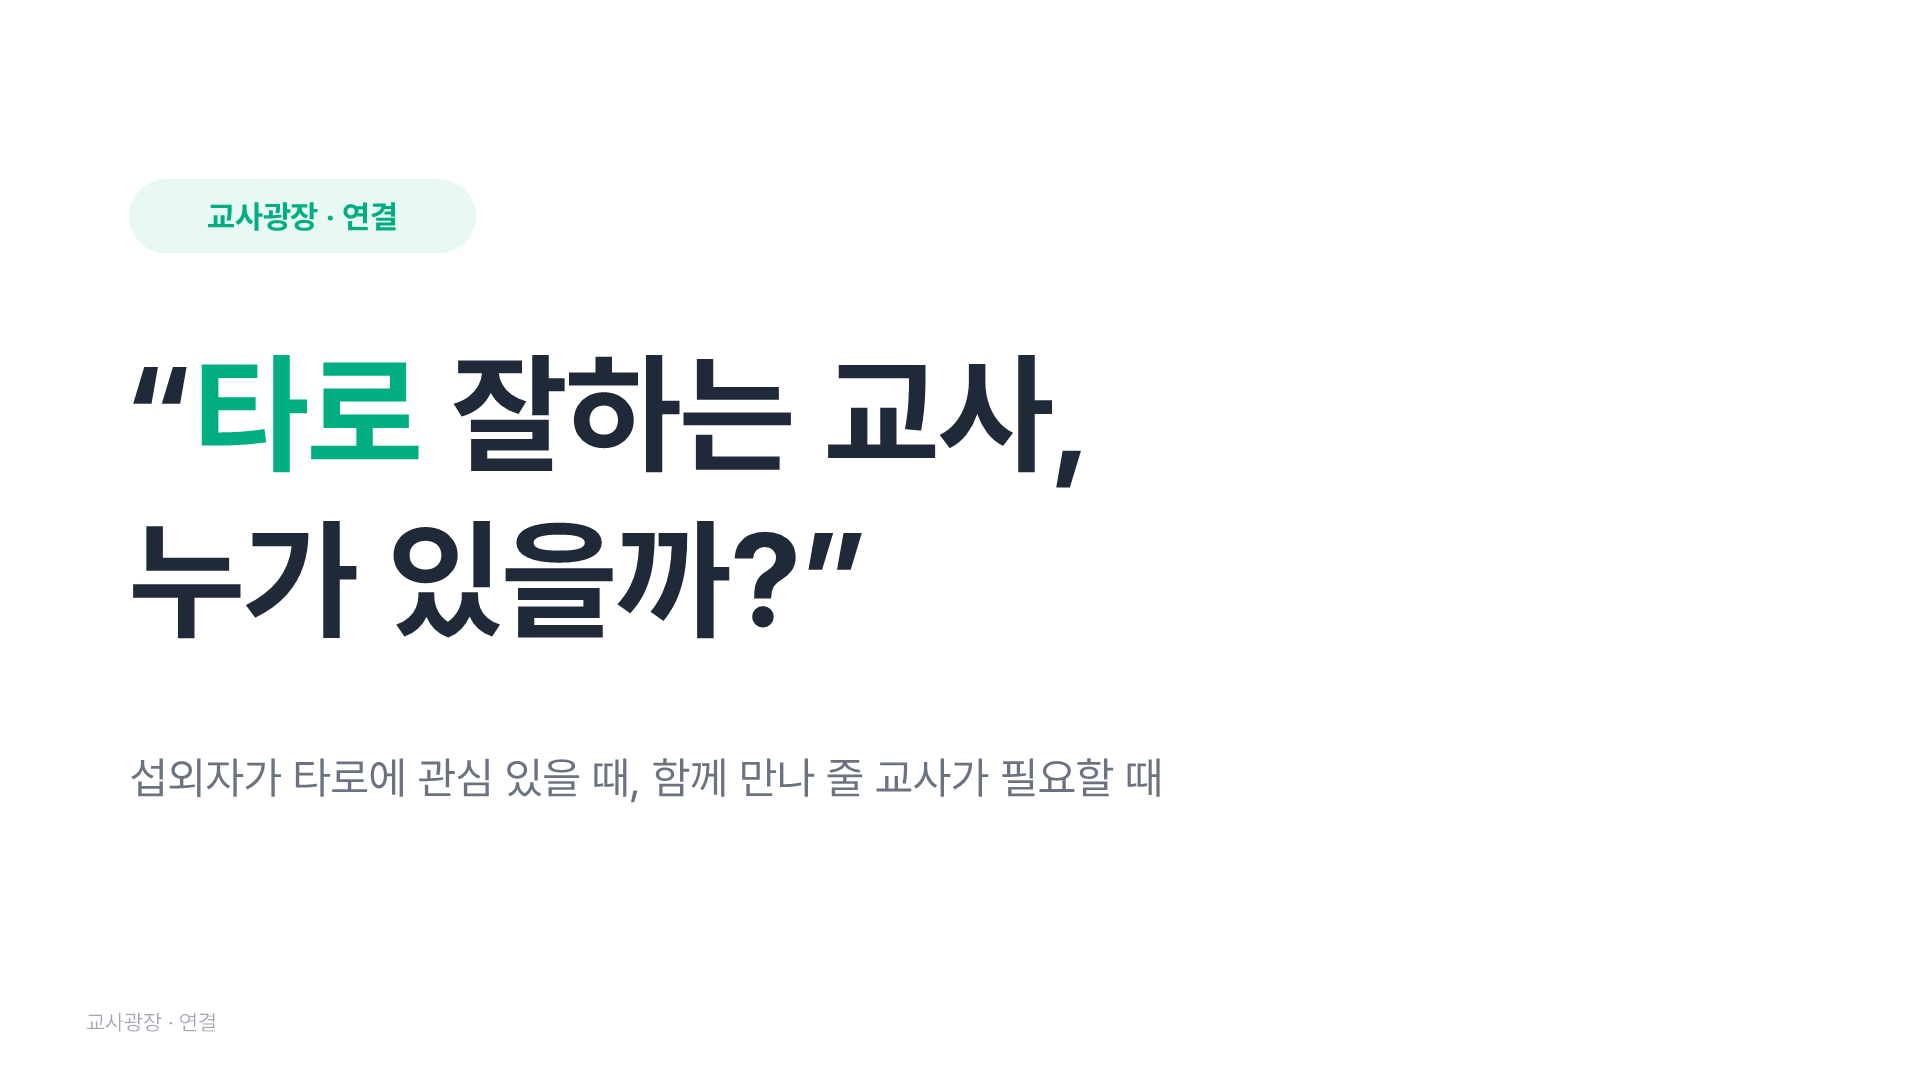 교사광장 · 연결
“타로 잘하는 교사,
누가 있을까?”
섭외자가 타로에 관심 있을 때, 함께 만나 줄 교사가 필요할 때
교사광장 · 연결